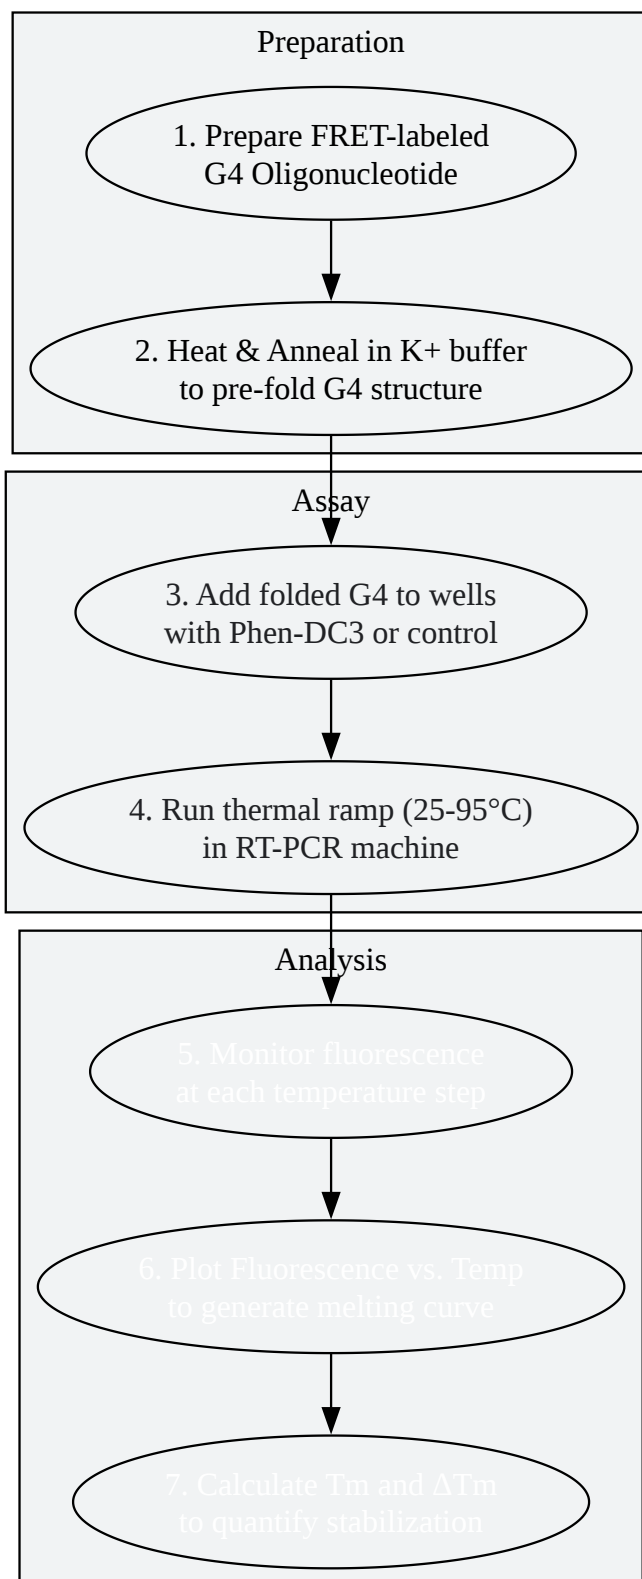 Preparation
1. Prepare FRET-labeled
G4 Oligonucleotide
2. Heat & Anneal in K+ buffer
to pre-fold G4 structure
Assay
3. Add folded G4 to wells
with Phen-DC3 or control
4. Run thermal ramp (25-95°C)
in RT-PCR machine
Analysis
5. Monitor fluorescence
at each temperature step
6. Plot Fluorescence vs. Temp
to generate melting curve
7. Calculate Tm and ΔTm
to quantify stabilization